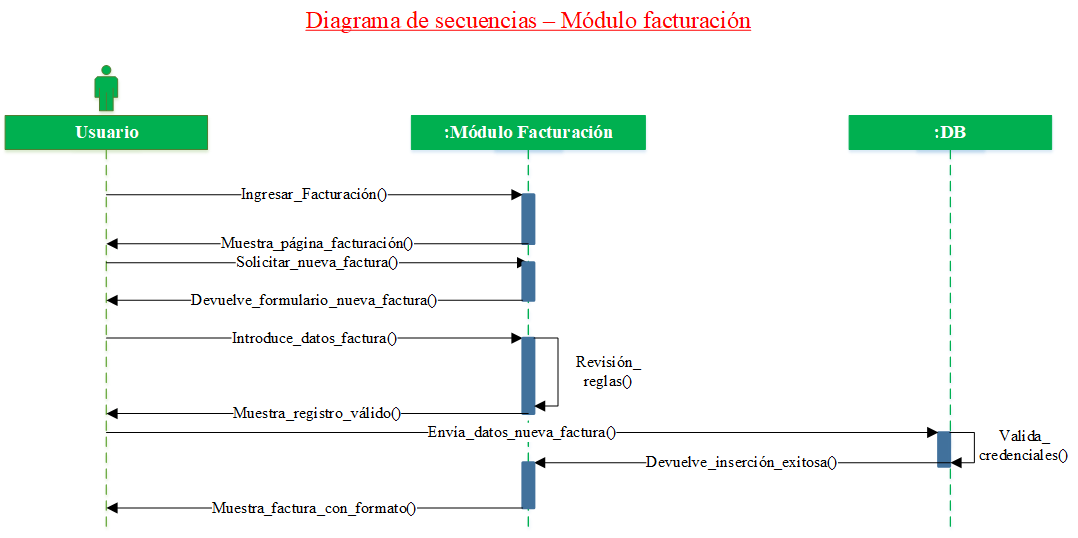 Diagrama de secuencias – Módulo facturación
Usuario
:Módulo Facturación
:DB
Ingresar_Facturación()
Muestra_página_facturación()
Solicitar_nueva_factura()
Devuelve_formulario_nueva_factura()
Introduce_datos_factura()
Revisión_
reglas()
Muestra_registro_válido()
Envia_datos_nueva_factura()
Valida_
credenciales()
Devuelve_inserción_exitosa()
Muestra_factura_con_formato()